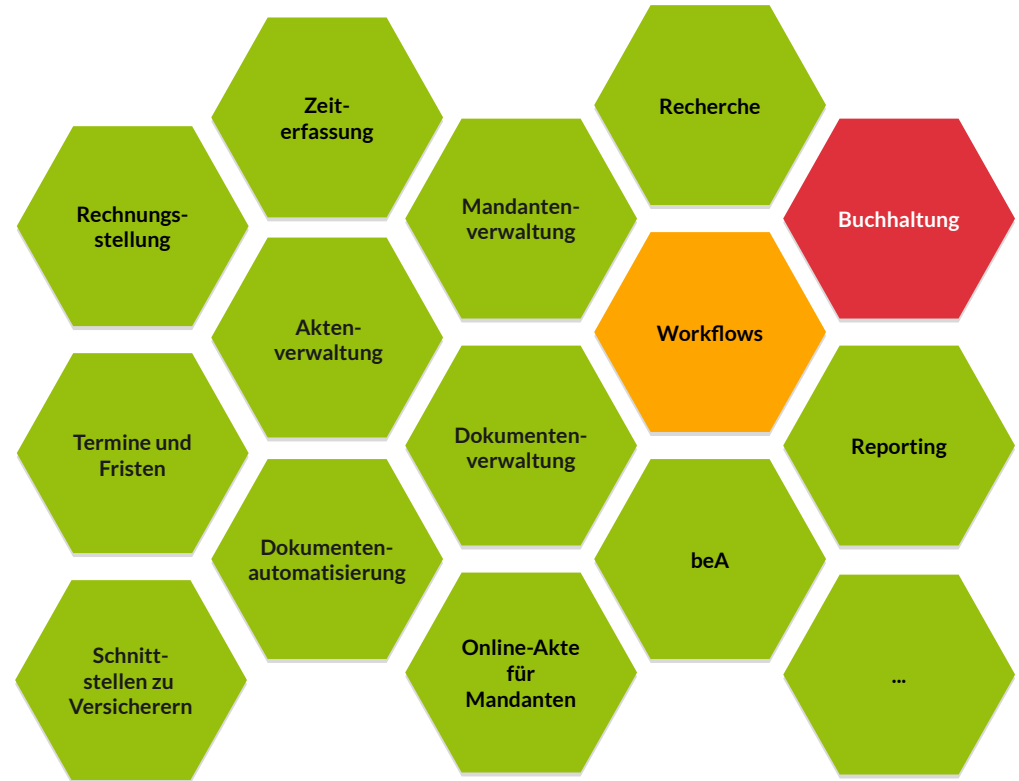 Zeit-
erfassung
Recherche
Rechnungs-
stellung
Mandanten-
verwaltung
Buchhaltung
Akten-
verwaltung
Workflows
Termine und
Fristen
Dokumenten-
verwaltung
Reporting
Dokumenten-
automatisierung
beA
Schnitt-
stellen zu
Versicherern
Online-Akte
für
Mandanten
...